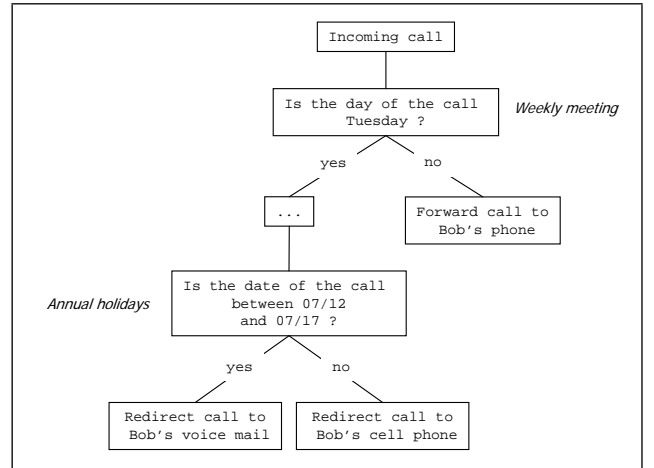 Incoming call
Is the day of the call
Tuesday ?
Weekly meeting
yes
no
...
Forward call to
Bob's phone
Is the date of the call
between 07/12
and 07/17 ?
Annual holidays
yes
no
Redirect call to
Bob's voice mail
Redirect call to
Bob's cell phone